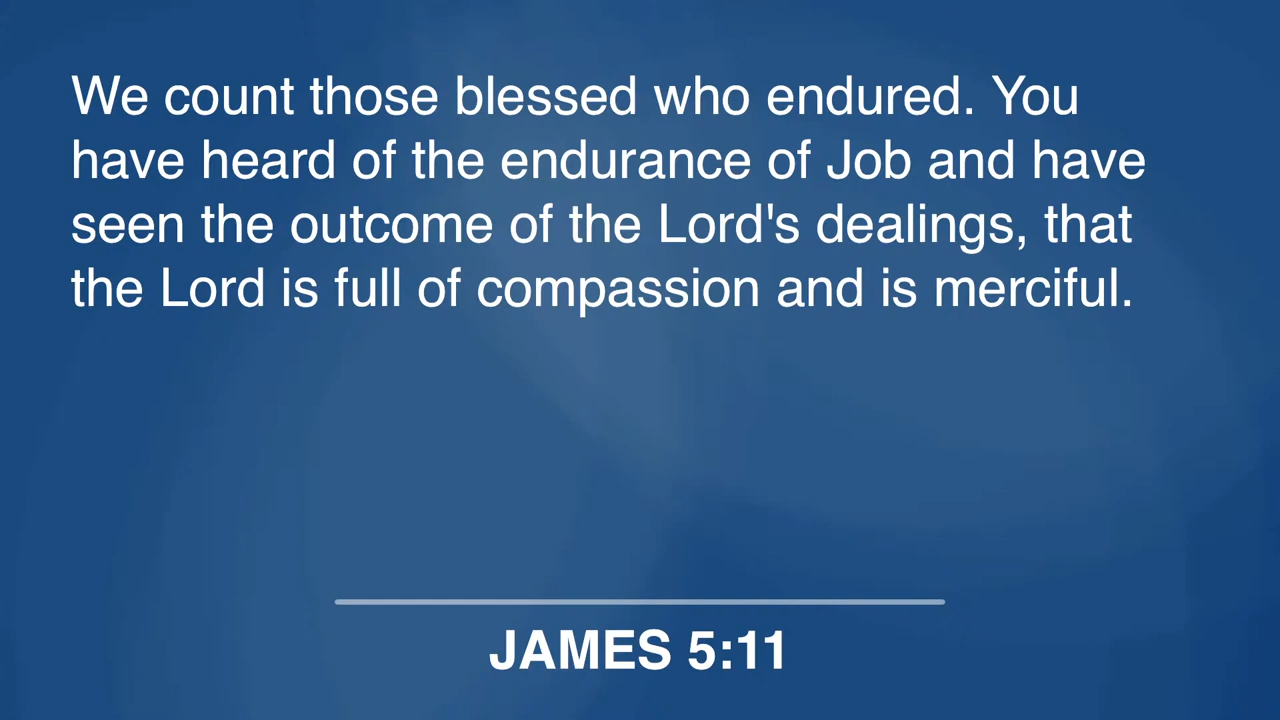 We count those blessed who endured. You
have heard of the endurance of Job and have
seen the outcome of the Lord's dealings, that
the Lord is full of compassion and is merciful.
JAMES 5:11